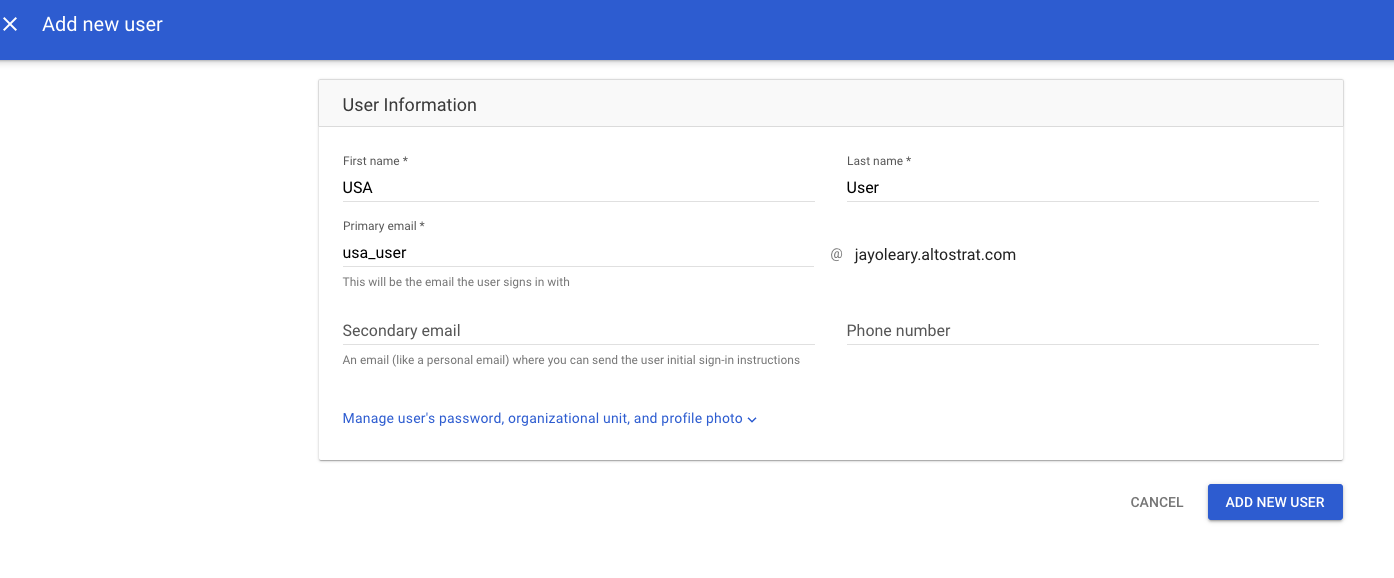 Add new user
User Information
First name *
Last name *
USA
User
Primary email *
usa_user
@ jayoleary.altostrat.com
This will be the email the user signs in with
Secondary email
Phone number
An email (like a personal email) where you can send the user initial sign-in instructions
Manage user's password, organizational unit, and profile photo
CANCEL
ADD NEW USER